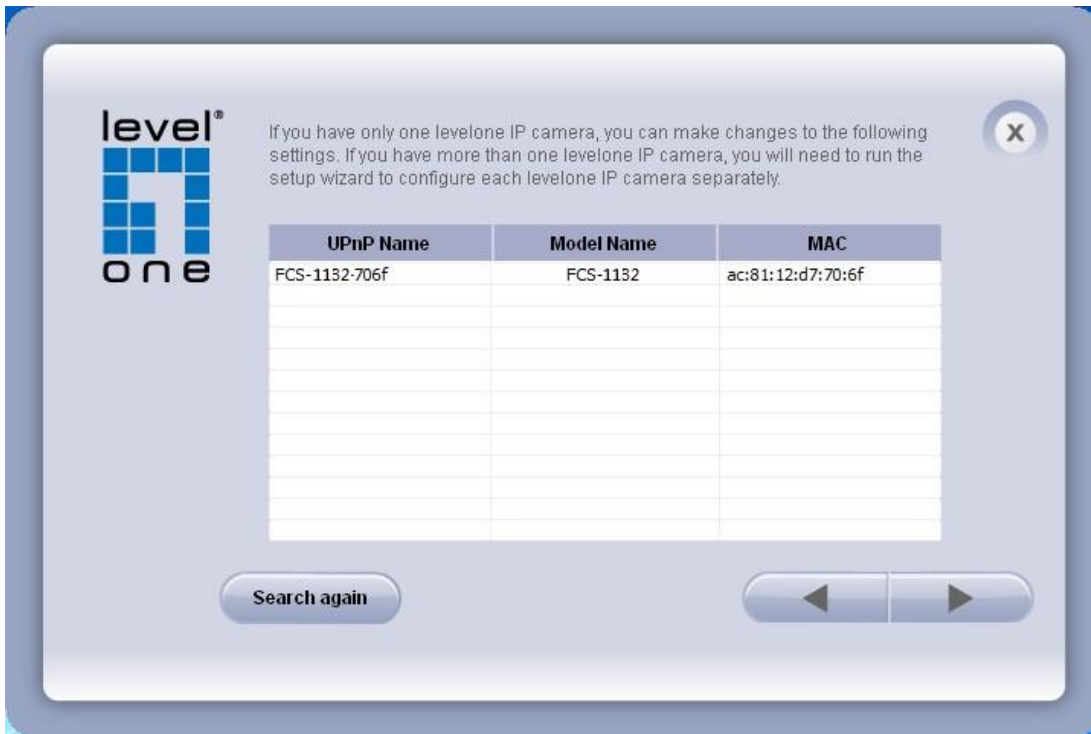 level®
one
If you have only one levelone IP camera, you can make changes to the following
settings. If you have more than one levelone IP camera, you will need to run the
setup wizard to configure each levelone IP camera separately.
X
UPnP Name Model Name MAC
FCS-1132-706f FCS-1132 ac:81:12:d7:70:6f
Search again